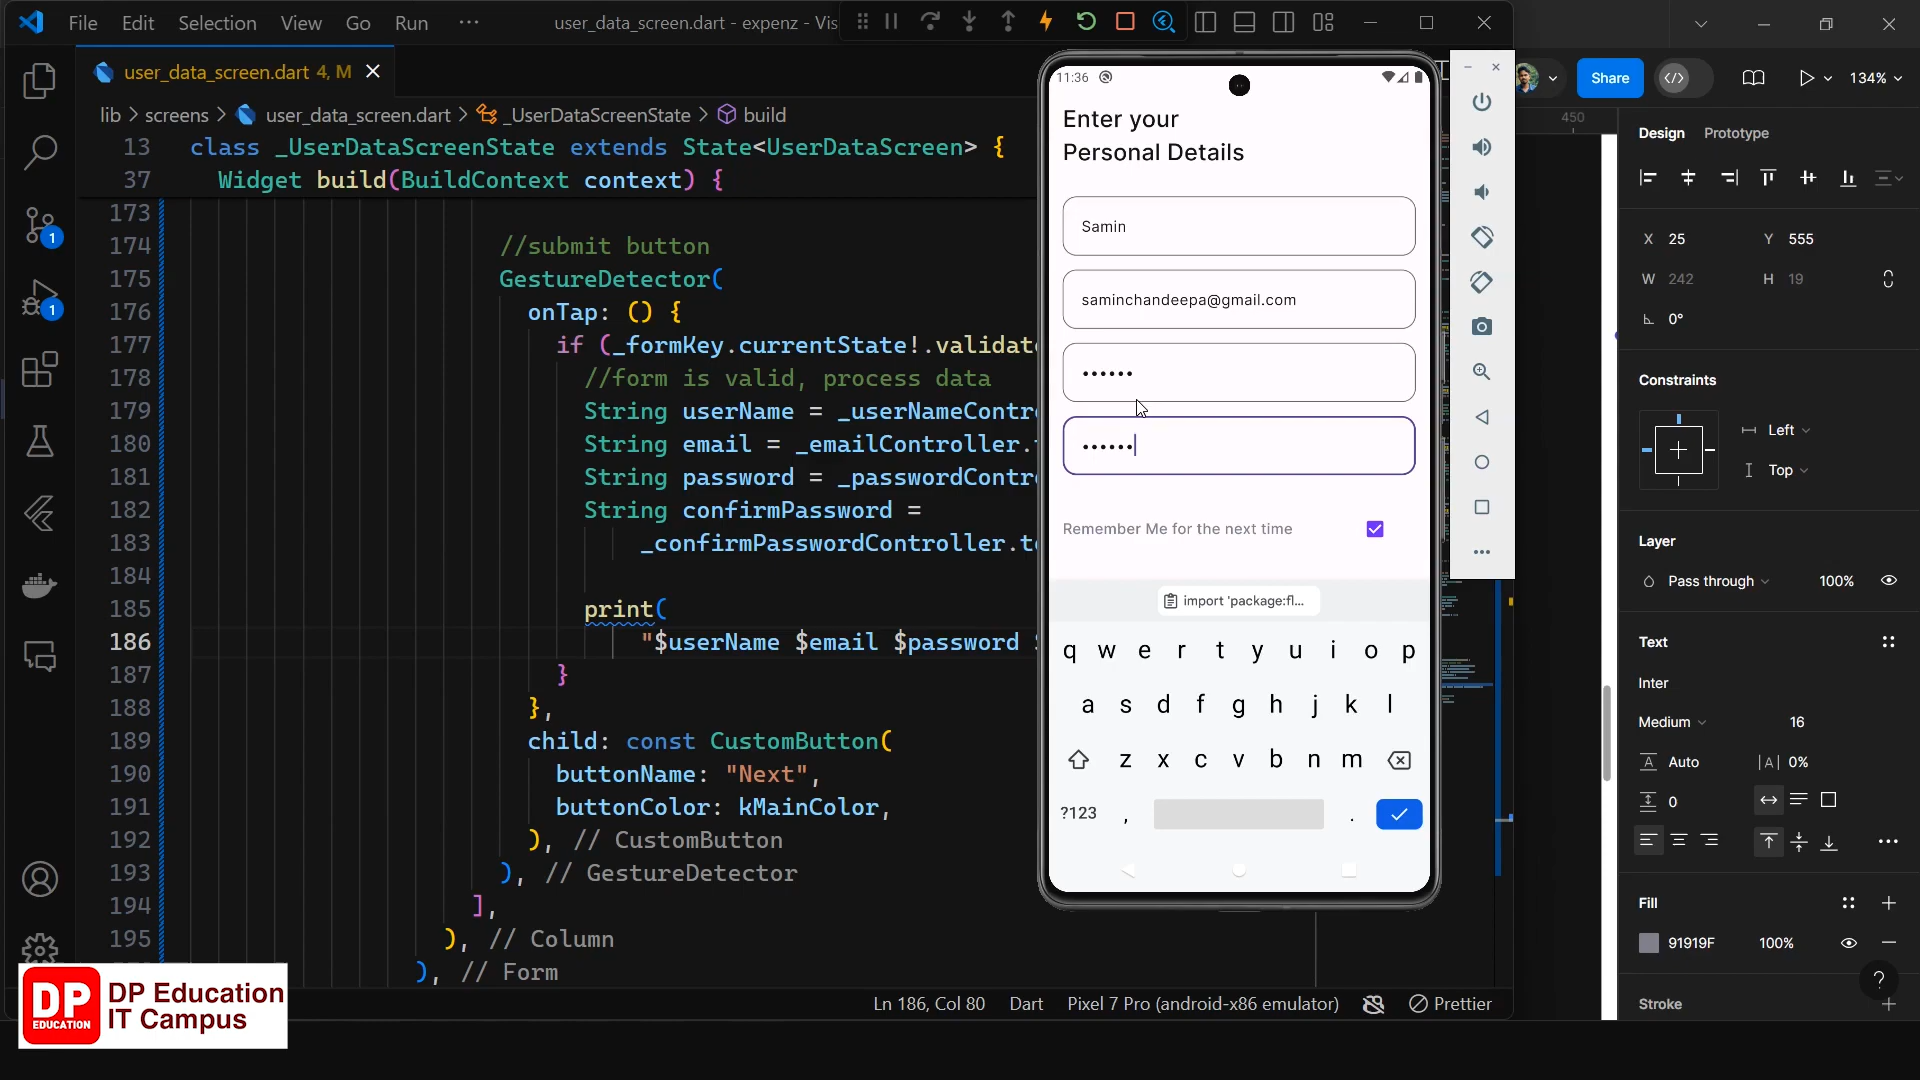 File Edit Selection View Go Run ···
user_data_screen.dart - expenz - Vis
user_data_screen.dart 4, M
lib > screens > user_data_screen.dart > _UserDataScreenState > build
13 class _UserDataScreenState extends State<UserDataScreen> {
37 Widget build(BuildContext context) {
173
174 //submit button
175 GestureDetector(
176 onTap: () {
177 if (_formKey.currentState!.validat
178 //form is valid, process data
179 String userName = _userNameContr
180 String email = _emailController.
181 String password = _passwordContr
182 String confirmPassword =
183 _confirmPasswordController.t
184
185 print(
186 "$userName $email $password
187 }
188 },
189 child: const CustomButton(
190 buttonName: "Next",
191 buttonColor: kMainColor,
192 ), // CustomButton
193 ), // GestureDetector
194 ],
195 ), // Column
), // Form
1
1
Ln 186, Col 80 Dart Pixel 7 Pro (android-x86 emulator) Prettier
DP EDUCATION
DP Education
IT Campus
11:36
Enter your
Personal Details
Samin
saminchandeepa@gmail.com
••••••
••••••
Remember Me for the next time
import 'package:fl...
q w e r t y u i o p
a s d f g h j k l
z x c v b n m
?123 , .
Share
134%
450
Design Prototype
X 25 Y 555
W 242 H 19
0°
Constraints
Left
Top
Layer
Pass through 100%
Text
Inter
Medium 16
Auto |A| 0%
0
Fill
91919F 100%
?
Stroke